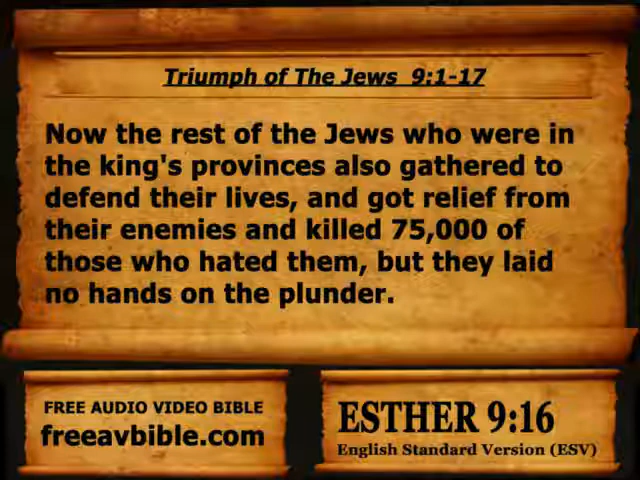 Triumph of The Jews  9:1-17
Now the rest of the Jews who were in
the king's provinces also gathered to
defend their lives, and got relief from
their enemies and killed 75,000 of
those who hated them, but they laid
no hands on the plunder.
FREE AUDIO VIDEO BIBLE
freeavbible.com
ESTHER 9:16
English Standard Version (ESV)